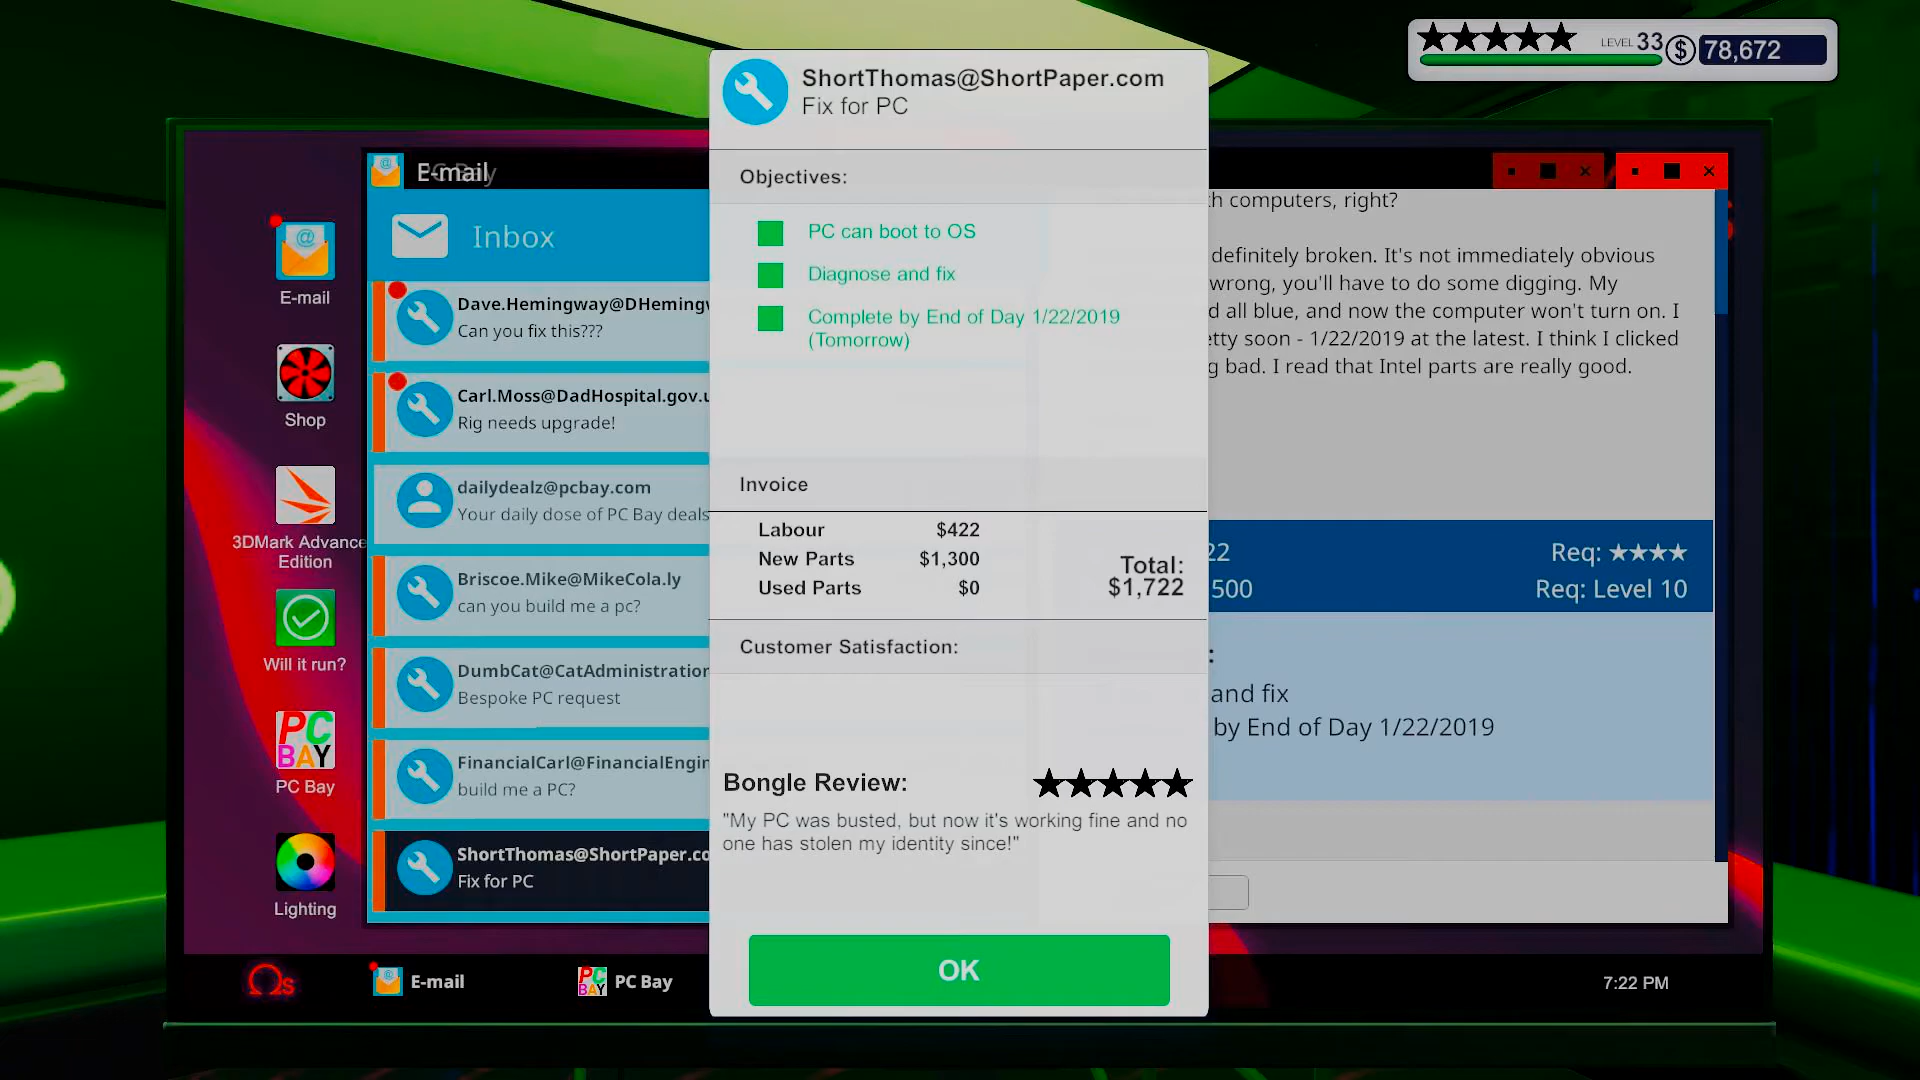 LEVEL 33
$ 78,672
ShortThomas@ShortPaper.com
Fix for PC
Objectives:
PC can boot to OS
Diagnose and fix
Complete by End of Day 1/22/2019
(Tomorrow)
Invoice
Labour $422
New Parts $1,300
Used Parts $0
Total:
$1,722
Customer Satisfaction:
Bongle Review:
"My PC was busted, but now it's working fine and no
one has stolen my identity since!"
OK
E-mail
Inbox
Dave.Hemingway@DHeming
Can you fix this???
Carl.Moss@DadHospital.gov.
Rig needs upgrade!
dailydealz@pcbay.com
Your daily dose of PC Bay deals
Briscoe.Mike@MikeCola.ly
can you build me a pc?
DumbCat@CatAdministration
Bespoke PC request
FinancialCarl@FinancialEngin
build me a PC?
ShortThomas@ShortPaper.co
Fix for PC
h computers, right?
definitely broken. It's not immediately obvious
wrong, you'll have to do some digging. My
d all blue, and now the computer won't turn on. I
etty soon - 1/22/2019 at the latest. I think I clicked
g bad. I read that Intel parts are really good.
22
500
Req: ★★★★
Req: Level 10
:
and fix
by End of Day 1/22/2019
E-mail
Shop
3DMark Advance
Edition
Will it run?
PC
BAY
PC Bay
Lighting
Ωs
E-mail
PC
BAY
PC Bay
7:22 PM